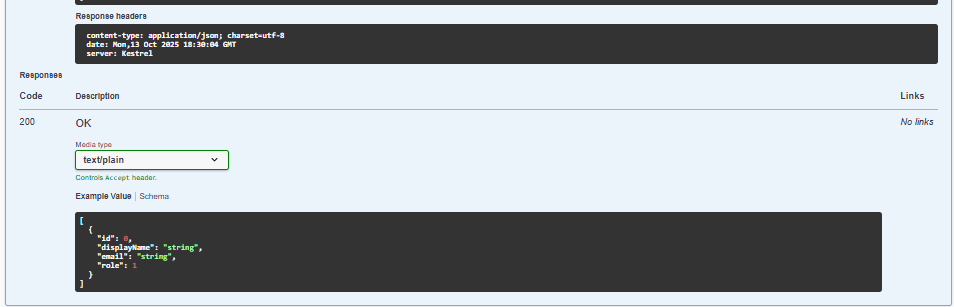 Response headers
content-type: application/json; charset=utf-8
date: Mon,13 Oct 2025 18:30:04 GMT
server: Kestrel
Responses
Code Description Links
200 OK No links
Media type
text/plain
Controls Accept header.
Example Value | Schema
[
{
"id": 0,
"displayName": "string",
"email": "string",
"role": 1
}
]